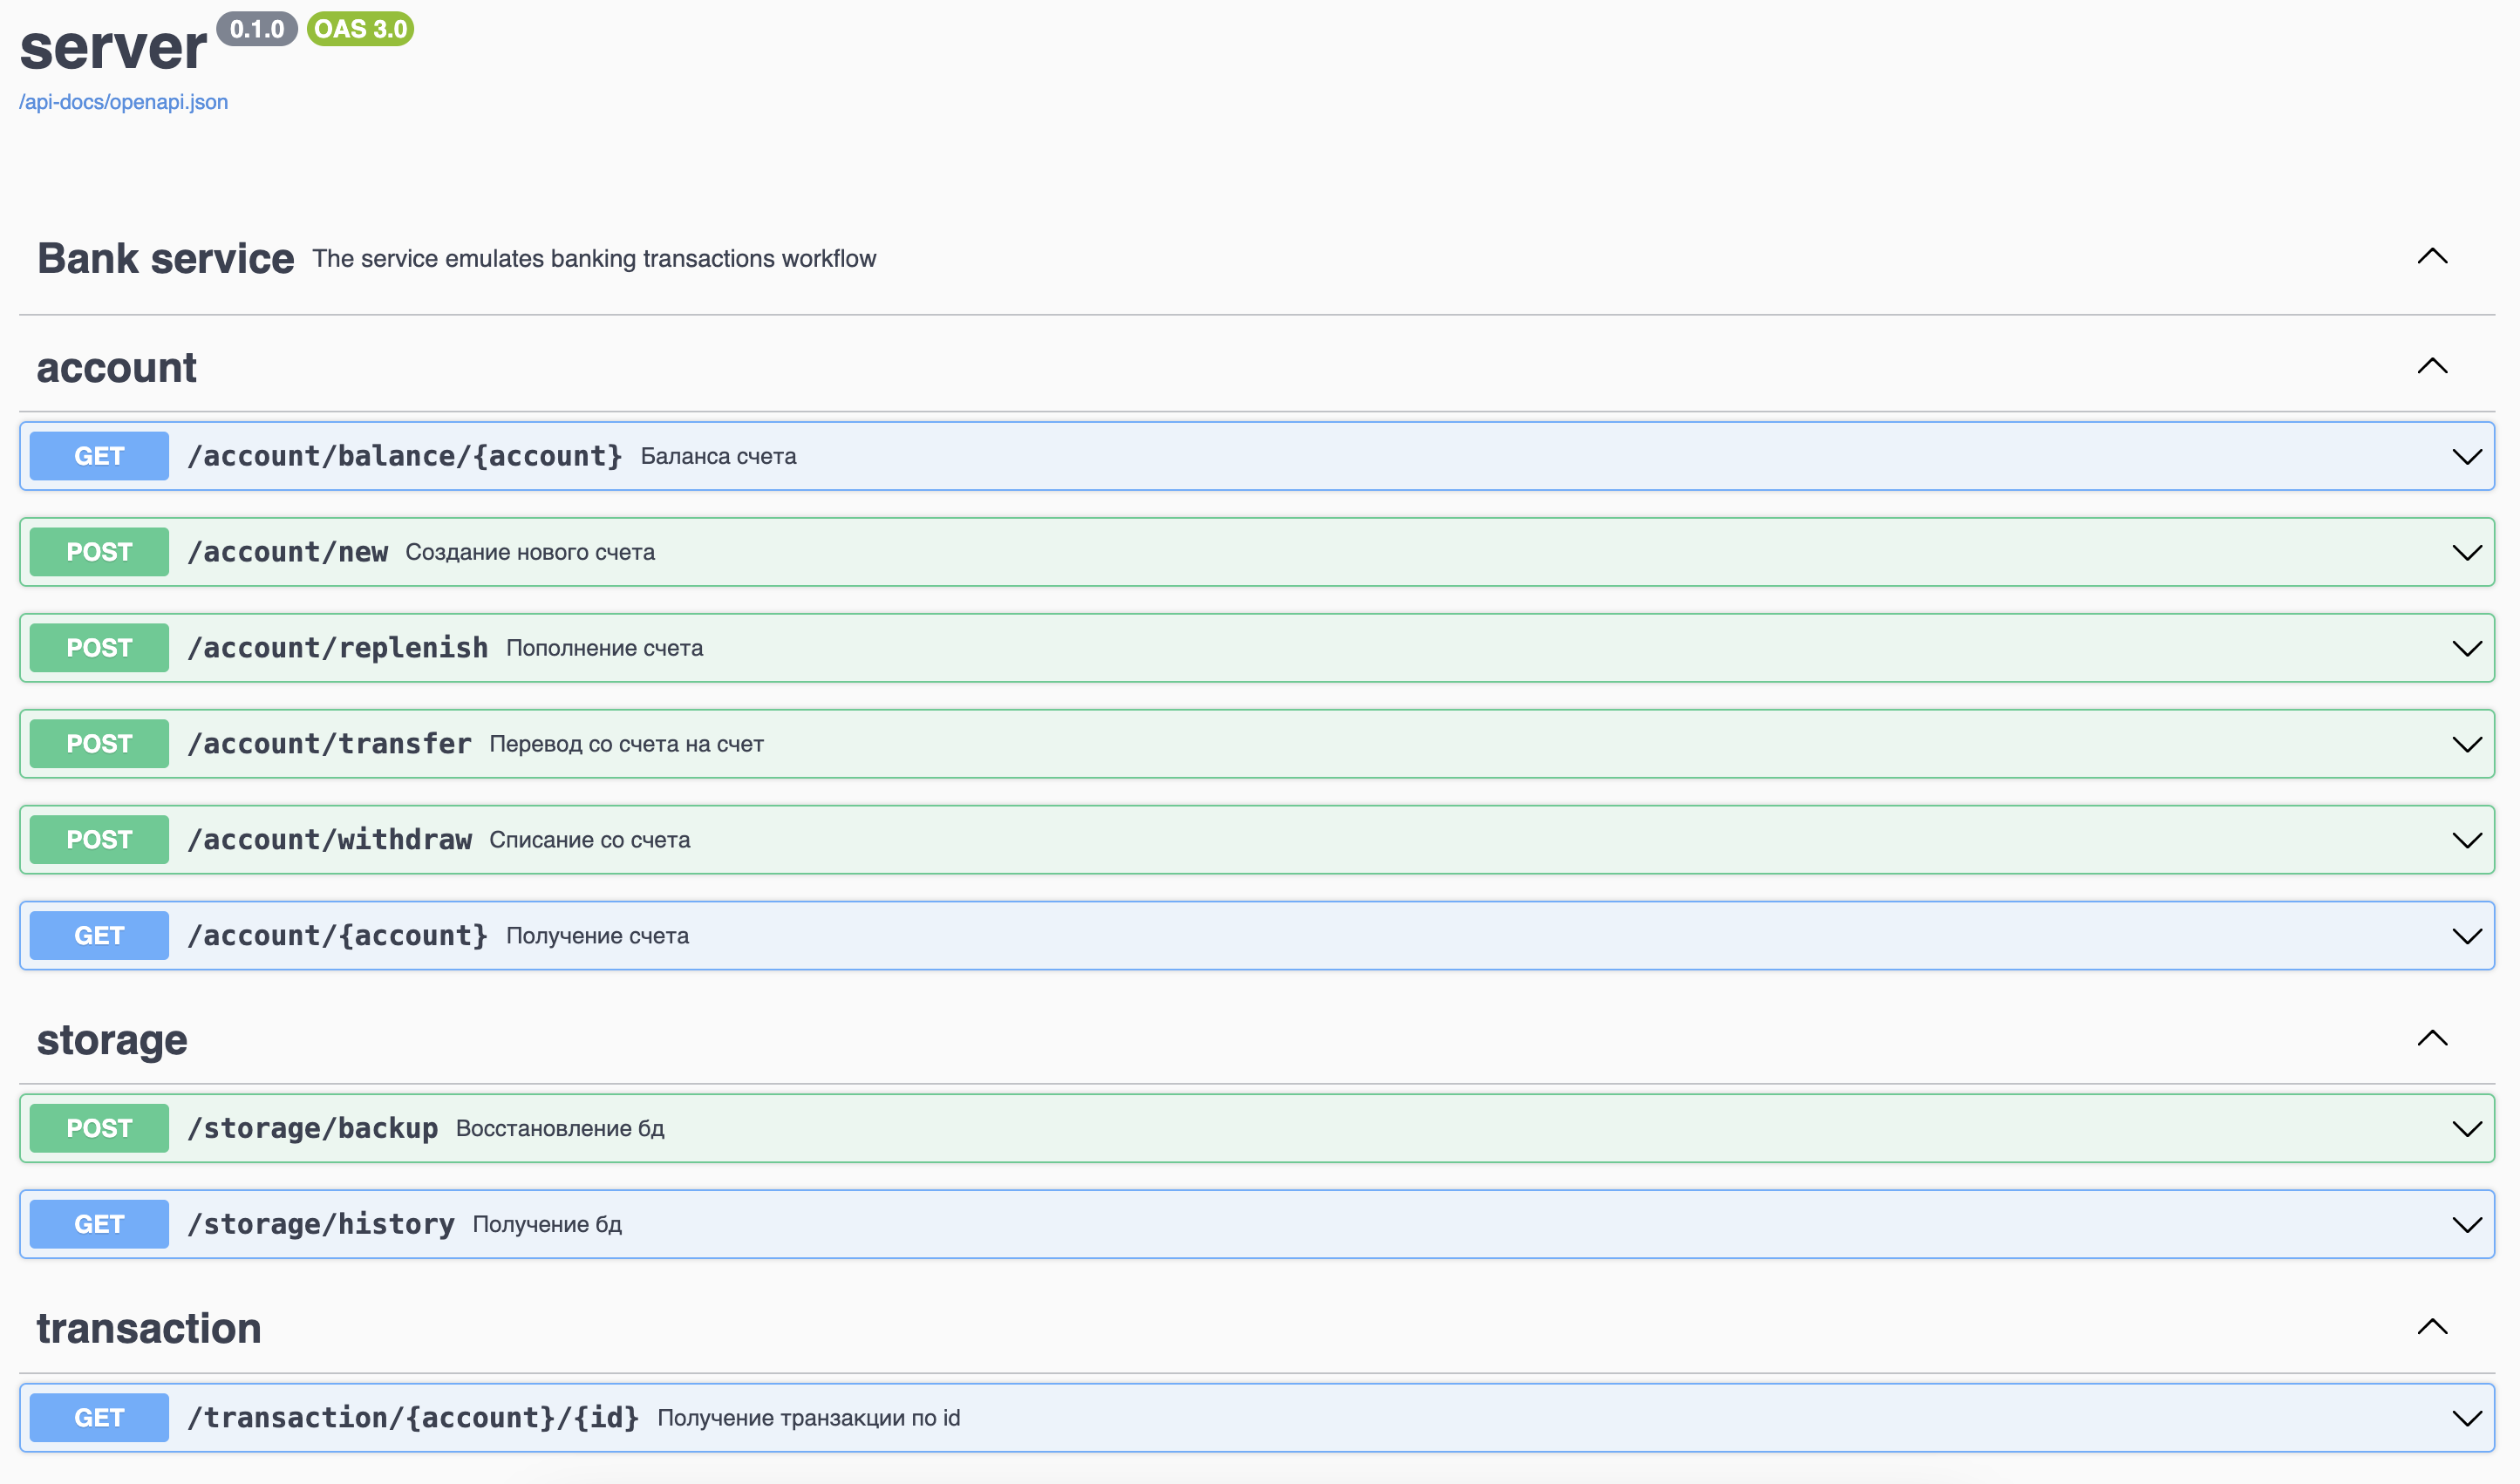 server 0.1.0 OAS 3.0
/api-docs/openapi.json
Bank service The service emulates banking transactions workflow
account
GET /account/balance/{account} Баланса счета
POST /account/new Создание нового счета
POST /account/replenish Пополнение счета
POST /account/transfer Перевод со счета на счет
POST /account/withdraw Списание со счета
GET /account/{account} Получение счета
storage
POST /storage/backup Восстановление бд
GET /storage/history Получение бд
transaction
GET /transaction/{account}/{id} Получение транзакции по id